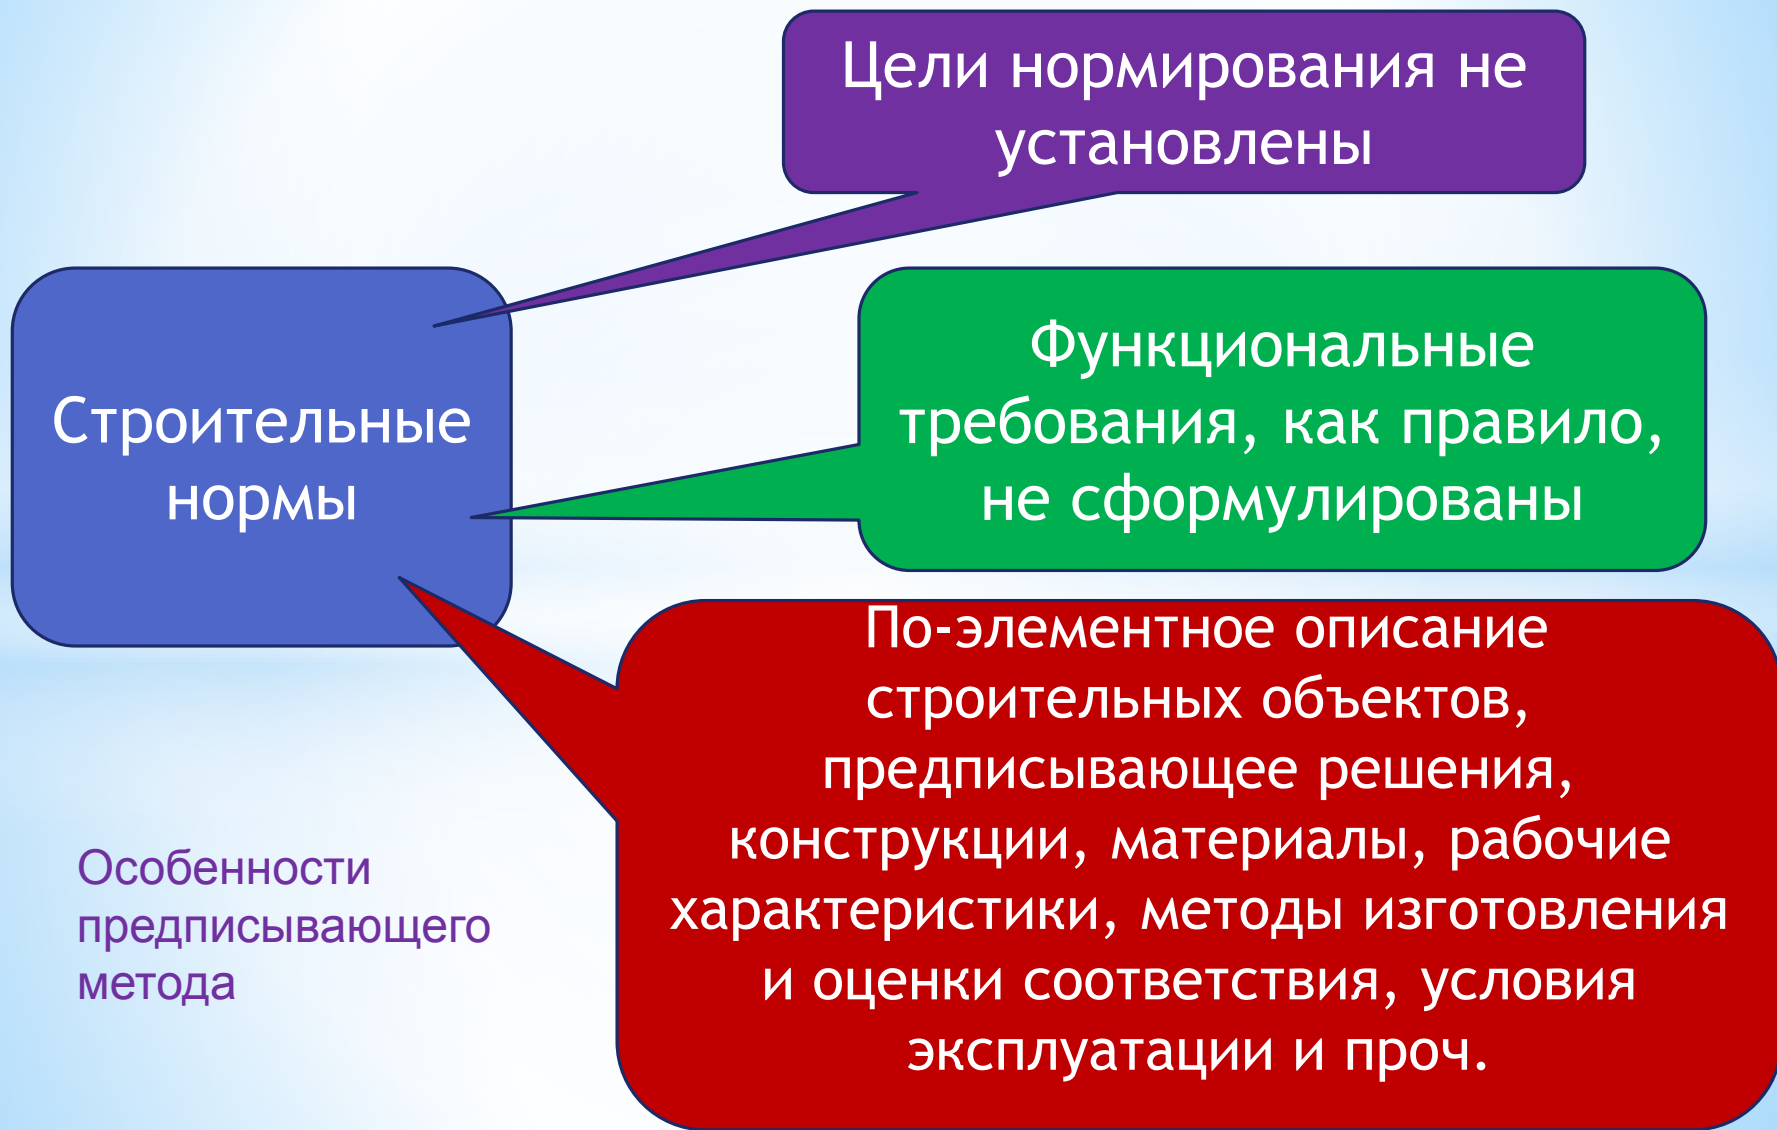 Цели нормирования не
установлены
Строительные
нормы
Функциональные
требования, как правило,
не сформулированы
По-элементное описание
строительных объектов,
предписывающее решения,
конструкции, материалы, рабочие
характеристики, методы изготовления
и оценки соответствия, условия
эксплуатации и проч.
Особенности
предписывающего
метода